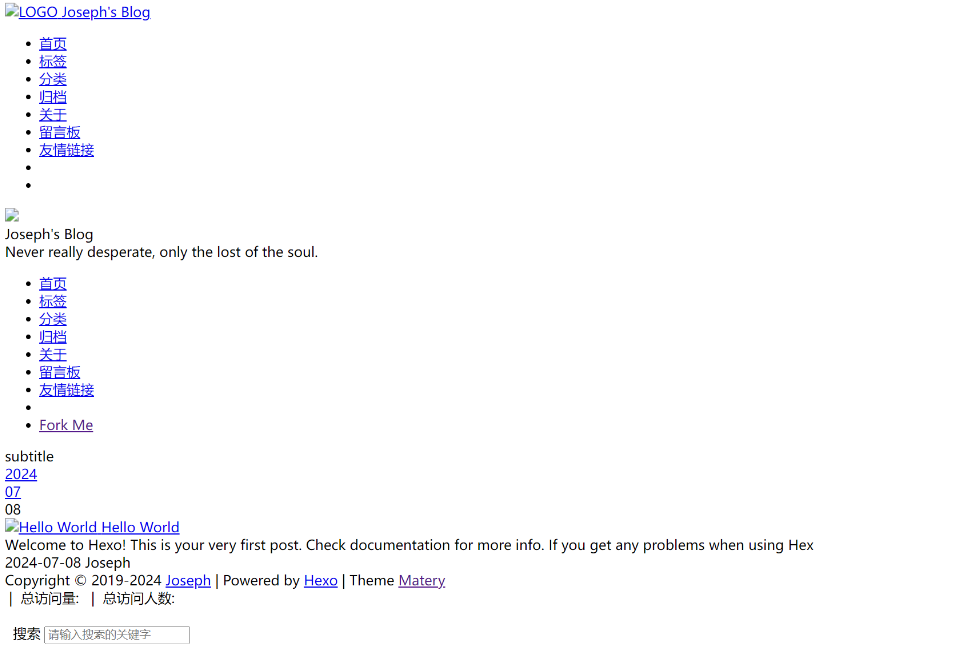 LOGO Joseph's Blog
首页
标签
分类
归档
关于
留言板
友情链接
Joseph's Blog
Never really desperate, only the lost of the soul.
首页
标签
分类
归档
关于
留言板
友情链接
Fork Me
subtitle
2024
07
08
Hello World Hello World
Welcome to Hexo! This is your very first post. Check documentation for more info. If you get any problems when using Hex
2024-07-08 Joseph
Copyright © 2019-2024 Joseph | Powered by Hexo | Theme Matery
| 总访问量: | 总访问人数:
搜索 请输入搜索的关键字